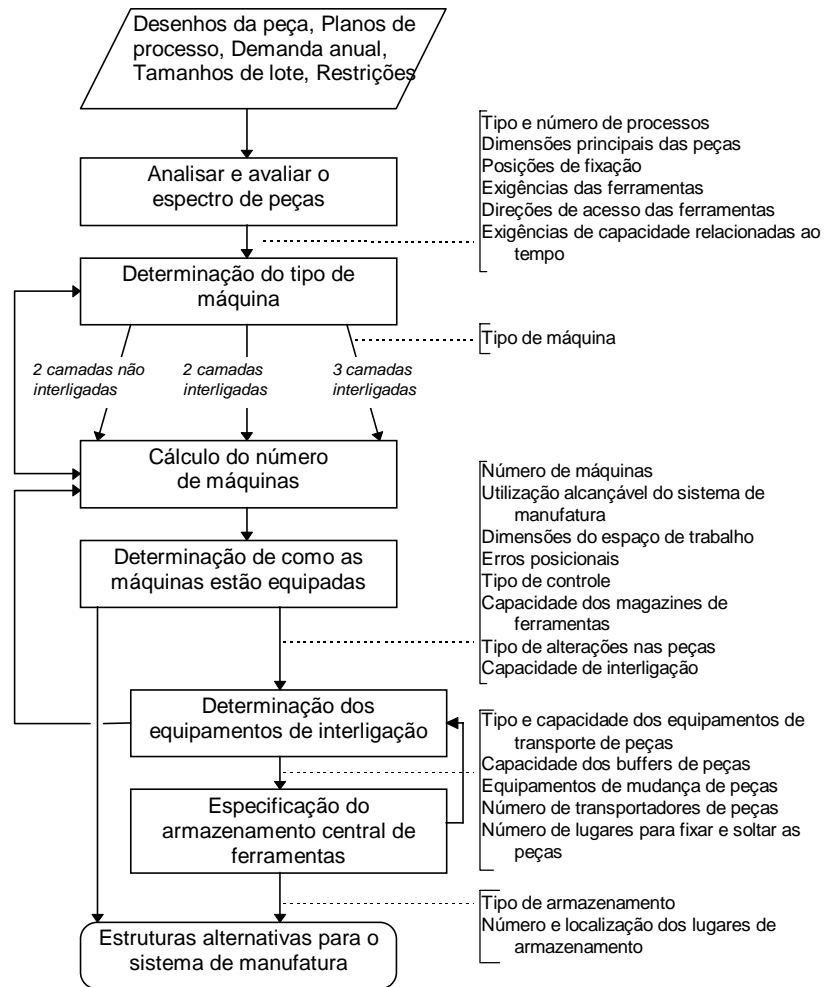 Desenhos da peça, Planos de
processo, Demanda anual,
Tamanhos de lote, Restrições
Tipo e número de processos
Dimensões principais das peças
Posições de fixação
Exigências das ferramentas
Direções de acesso das ferramentas
Exigências de capacidade relacionadas ao
tempo
Analisar e avaliar o
espectro de peças
Determinação do tipo de
máquina
Tipo de máquina
2 camadas não
interligadas
2 camadas
interligadas
3 camadas
interligadas
Cálculo do número
de máquinas
Número de máquinas
Utilização alcançável do sistema de
manufatura
Dimensões do espaço de trabalho
Erros posicionais
Tipo de controle
Capacidade dos magazines de
ferramentas
Tipo de alterações nas peças
Capacidade de interligação
Determinação de como as
máquinas estão equipadas
Determinação dos
equipamentos de interligação
Tipo e capacidade dos equipamentos de
transporte de peças
Capacidade dos buffers de peças
Equipamentos de mudança de peças
Número de transportadores de peças
Número de lugares para fixar e soltar as
peças
Especificação do
armazenamento central de
ferramentas
Tipo de armazenamento
Número e localização dos lugares de
armazenamento
Estruturas alternativas para o
sistema de manufatura